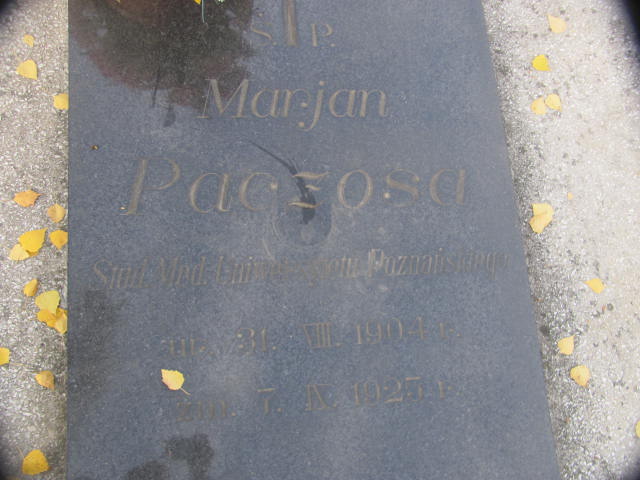 Ś. P.
Marjan
Paczosa
Stud. Med. Uniwersytetu Poznańskiego
ur. 31. VIII. 1904 r.
zm. 7. IX. 1925 r.